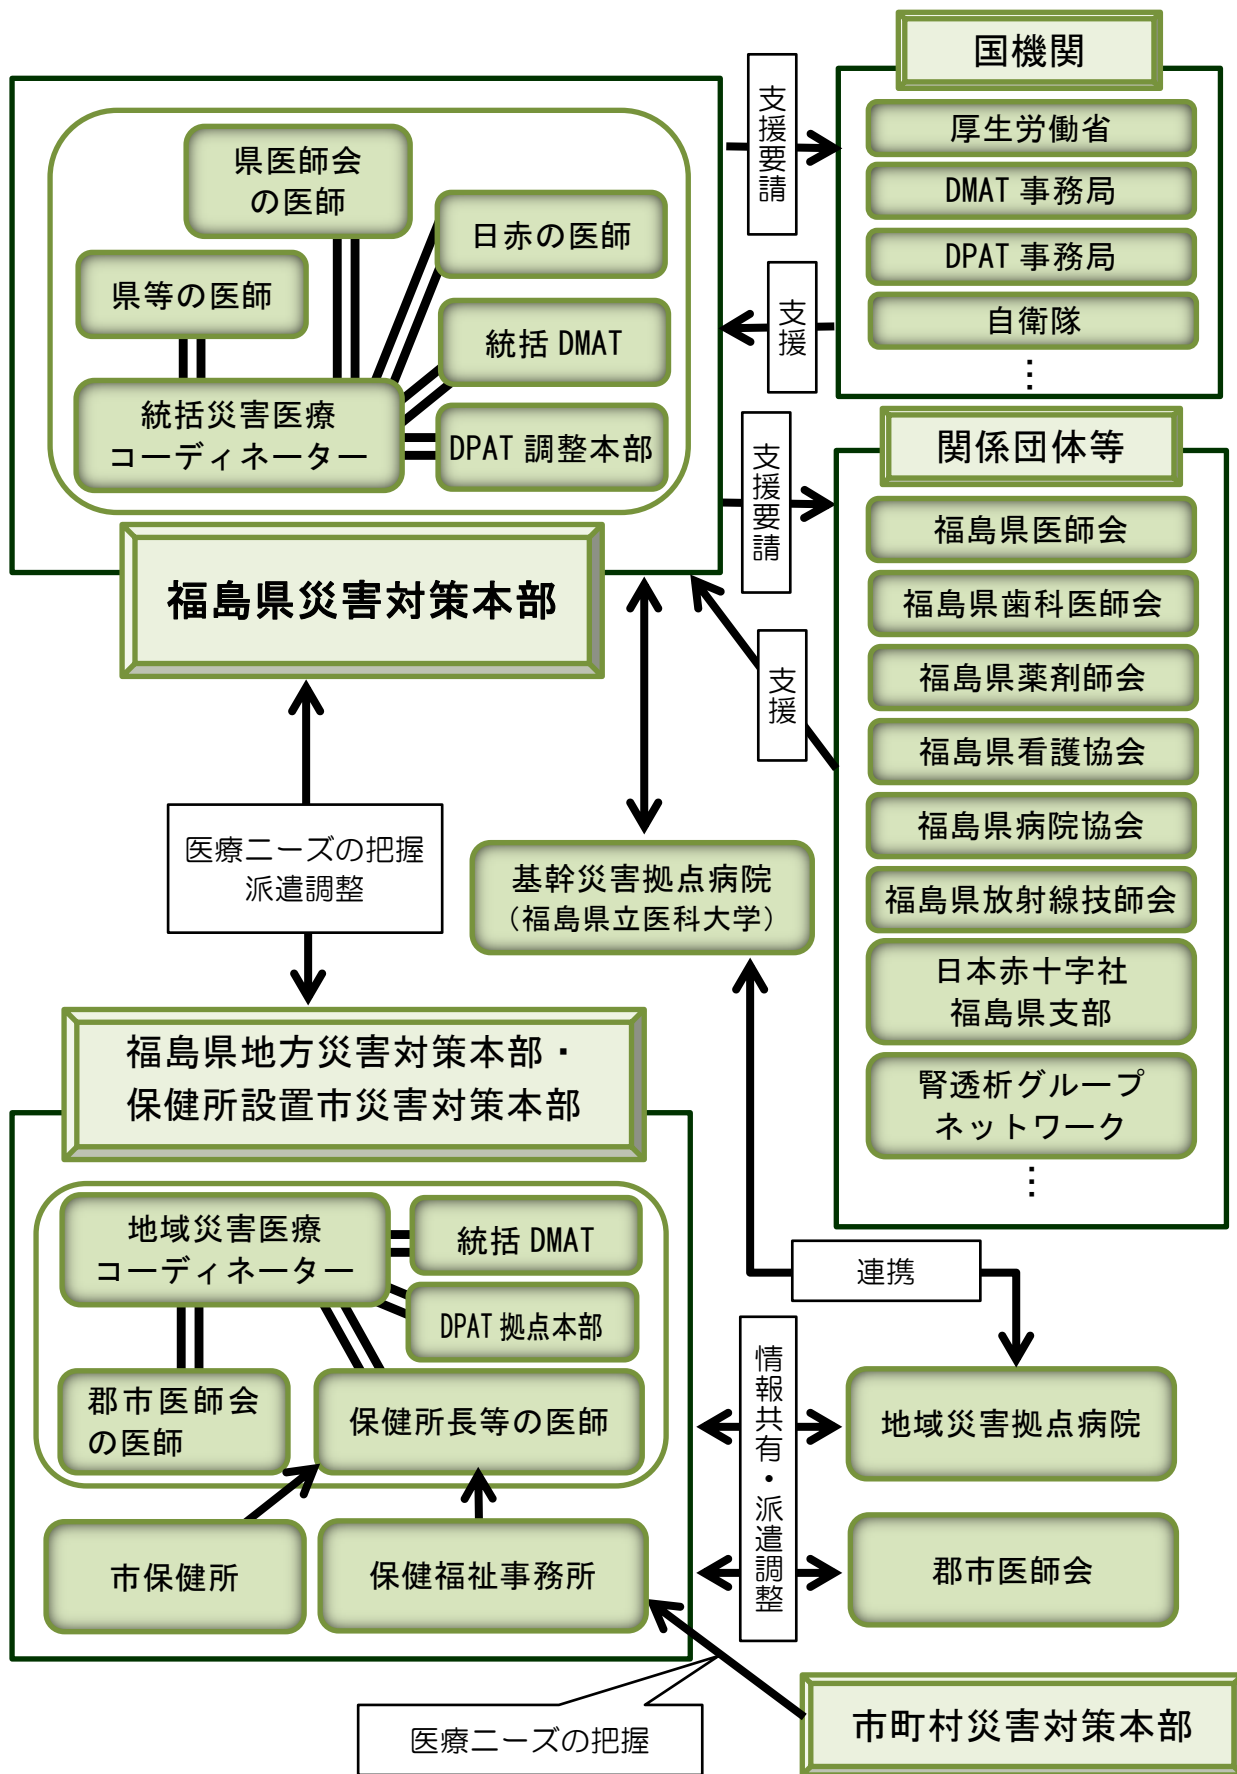 国機関
厚生労働省
DMAT 事務局
DPAT 事務局
自衛隊
…
支援要請
支援
県医師会
の医師
日赤の医師
県等の医師
統括 DMAT
統括災害医療
コーディネーター
DPAT 調整本部
福島県災害対策本部
支援要請
支援
関係団体等
福島県医師会
福島県歯科医師会
福島県薬剤師会
福島県看護協会
福島県病院協会
福島県放射線技師会
日本赤十字社
福島県支部
腎透析グループ
ネットワーク
…
医療ニーズの把握
派遣調整
基幹災害拠点病院
（福島県立医科大学）
福島県地方災害対策本部・
保健所設置市災害対策本部
地域災害医療
コーディネーター
統括 DMAT
DPAT 拠点本部
郡市医師会
の医師
保健所長等の医師
市保健所
保健福祉事務所
連携
情報共有・派遣調整
地域災害拠点病院
郡市医師会
医療ニーズの把握
市町村災害対策本部